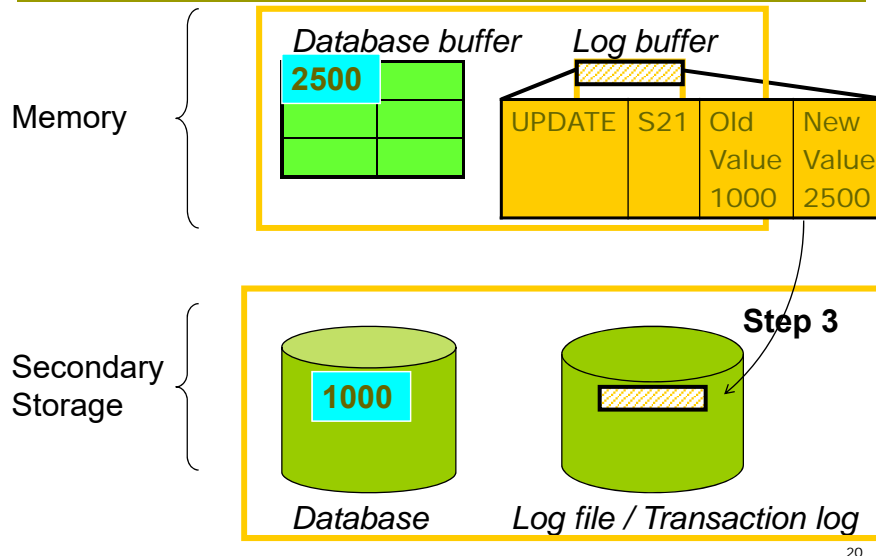 Database buffer
Log buffer
2500
Memory
UPDATE
S21
Old
Value
1000
New
Value
2500
Step 3
Secondary
Storage
1000
Database
Log file / Transaction log
20